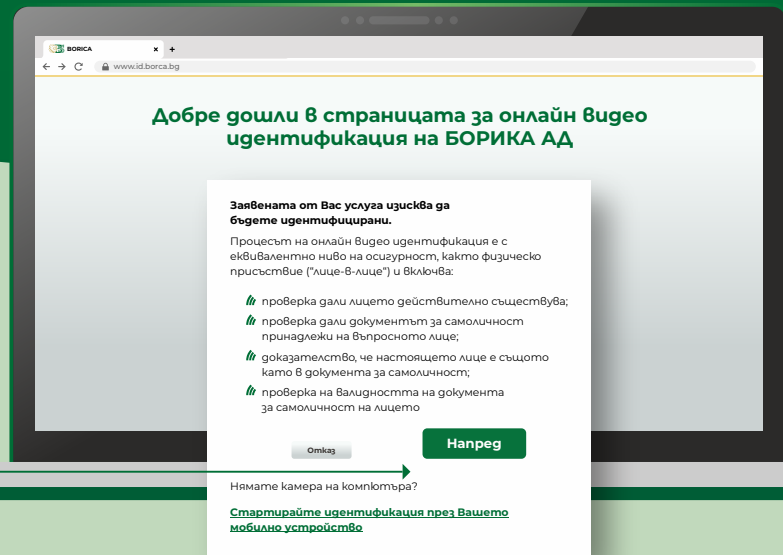 BORICA
www.id.borca.bg
Добре дошли в страницата за онлайн видео
идентификация на БОРИКА АД
Заявената от Вас услуга изисква да
бъдете идентифицирани.
Процесът на онлайн видео идентификация е с
еквивалентно ниво на осигурност, както физическо
присъствие ("лице-в-лице") и включва:
проверка дали лицето действително съществува;
проверка дали документът за самоличност
принадлежи на въпросното лице;
доказателство, че настоящето лице е същото
като в документа за самоличност;
проверка на валидността на документа
за самоличност на лицето
Отказ
Напред
Нямате камера на компютъра?
Стартирайте идентификация през Вашето
мобилно устройство